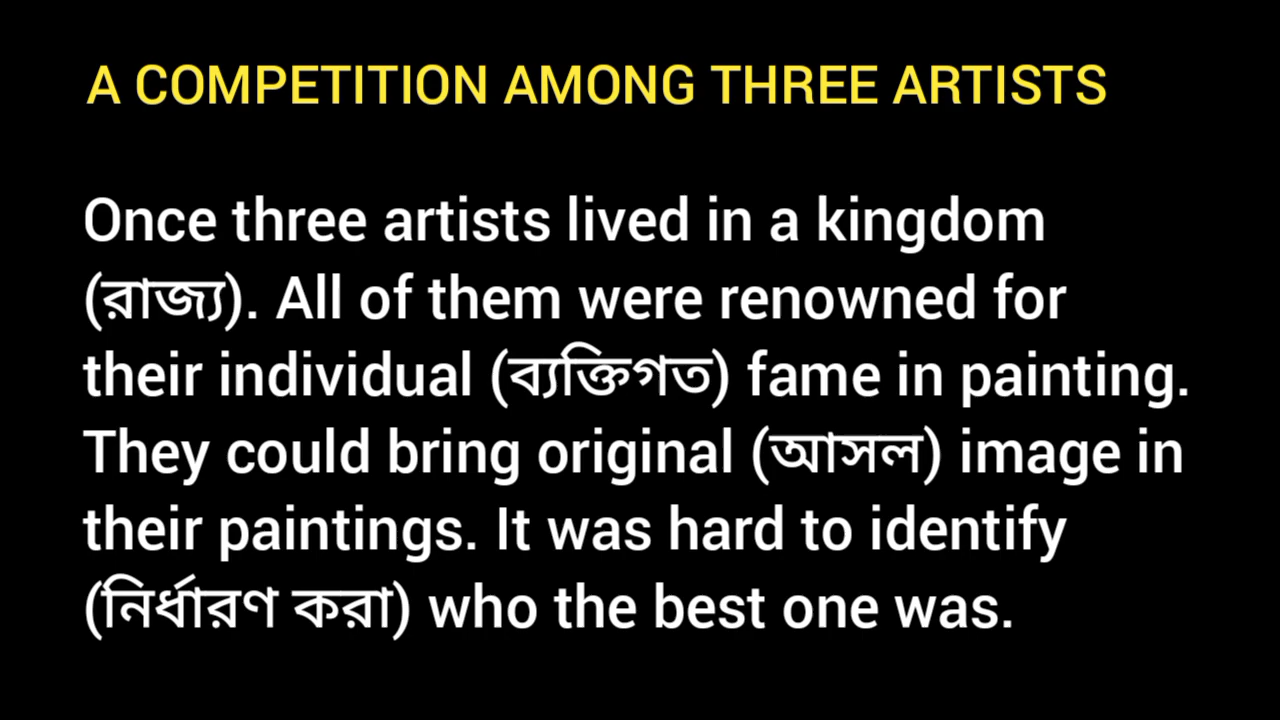 A COMPETITION AMONG THREE ARTISTS
Once three artists lived in a kingdom
(রাজ্য). All of them were renowned for
their individual (ব্যক্তিগত) fame in painting.
They could bring original (আসল) image in
their paintings. It was hard to identify
(নির্ধারণ করা) who the best one was.